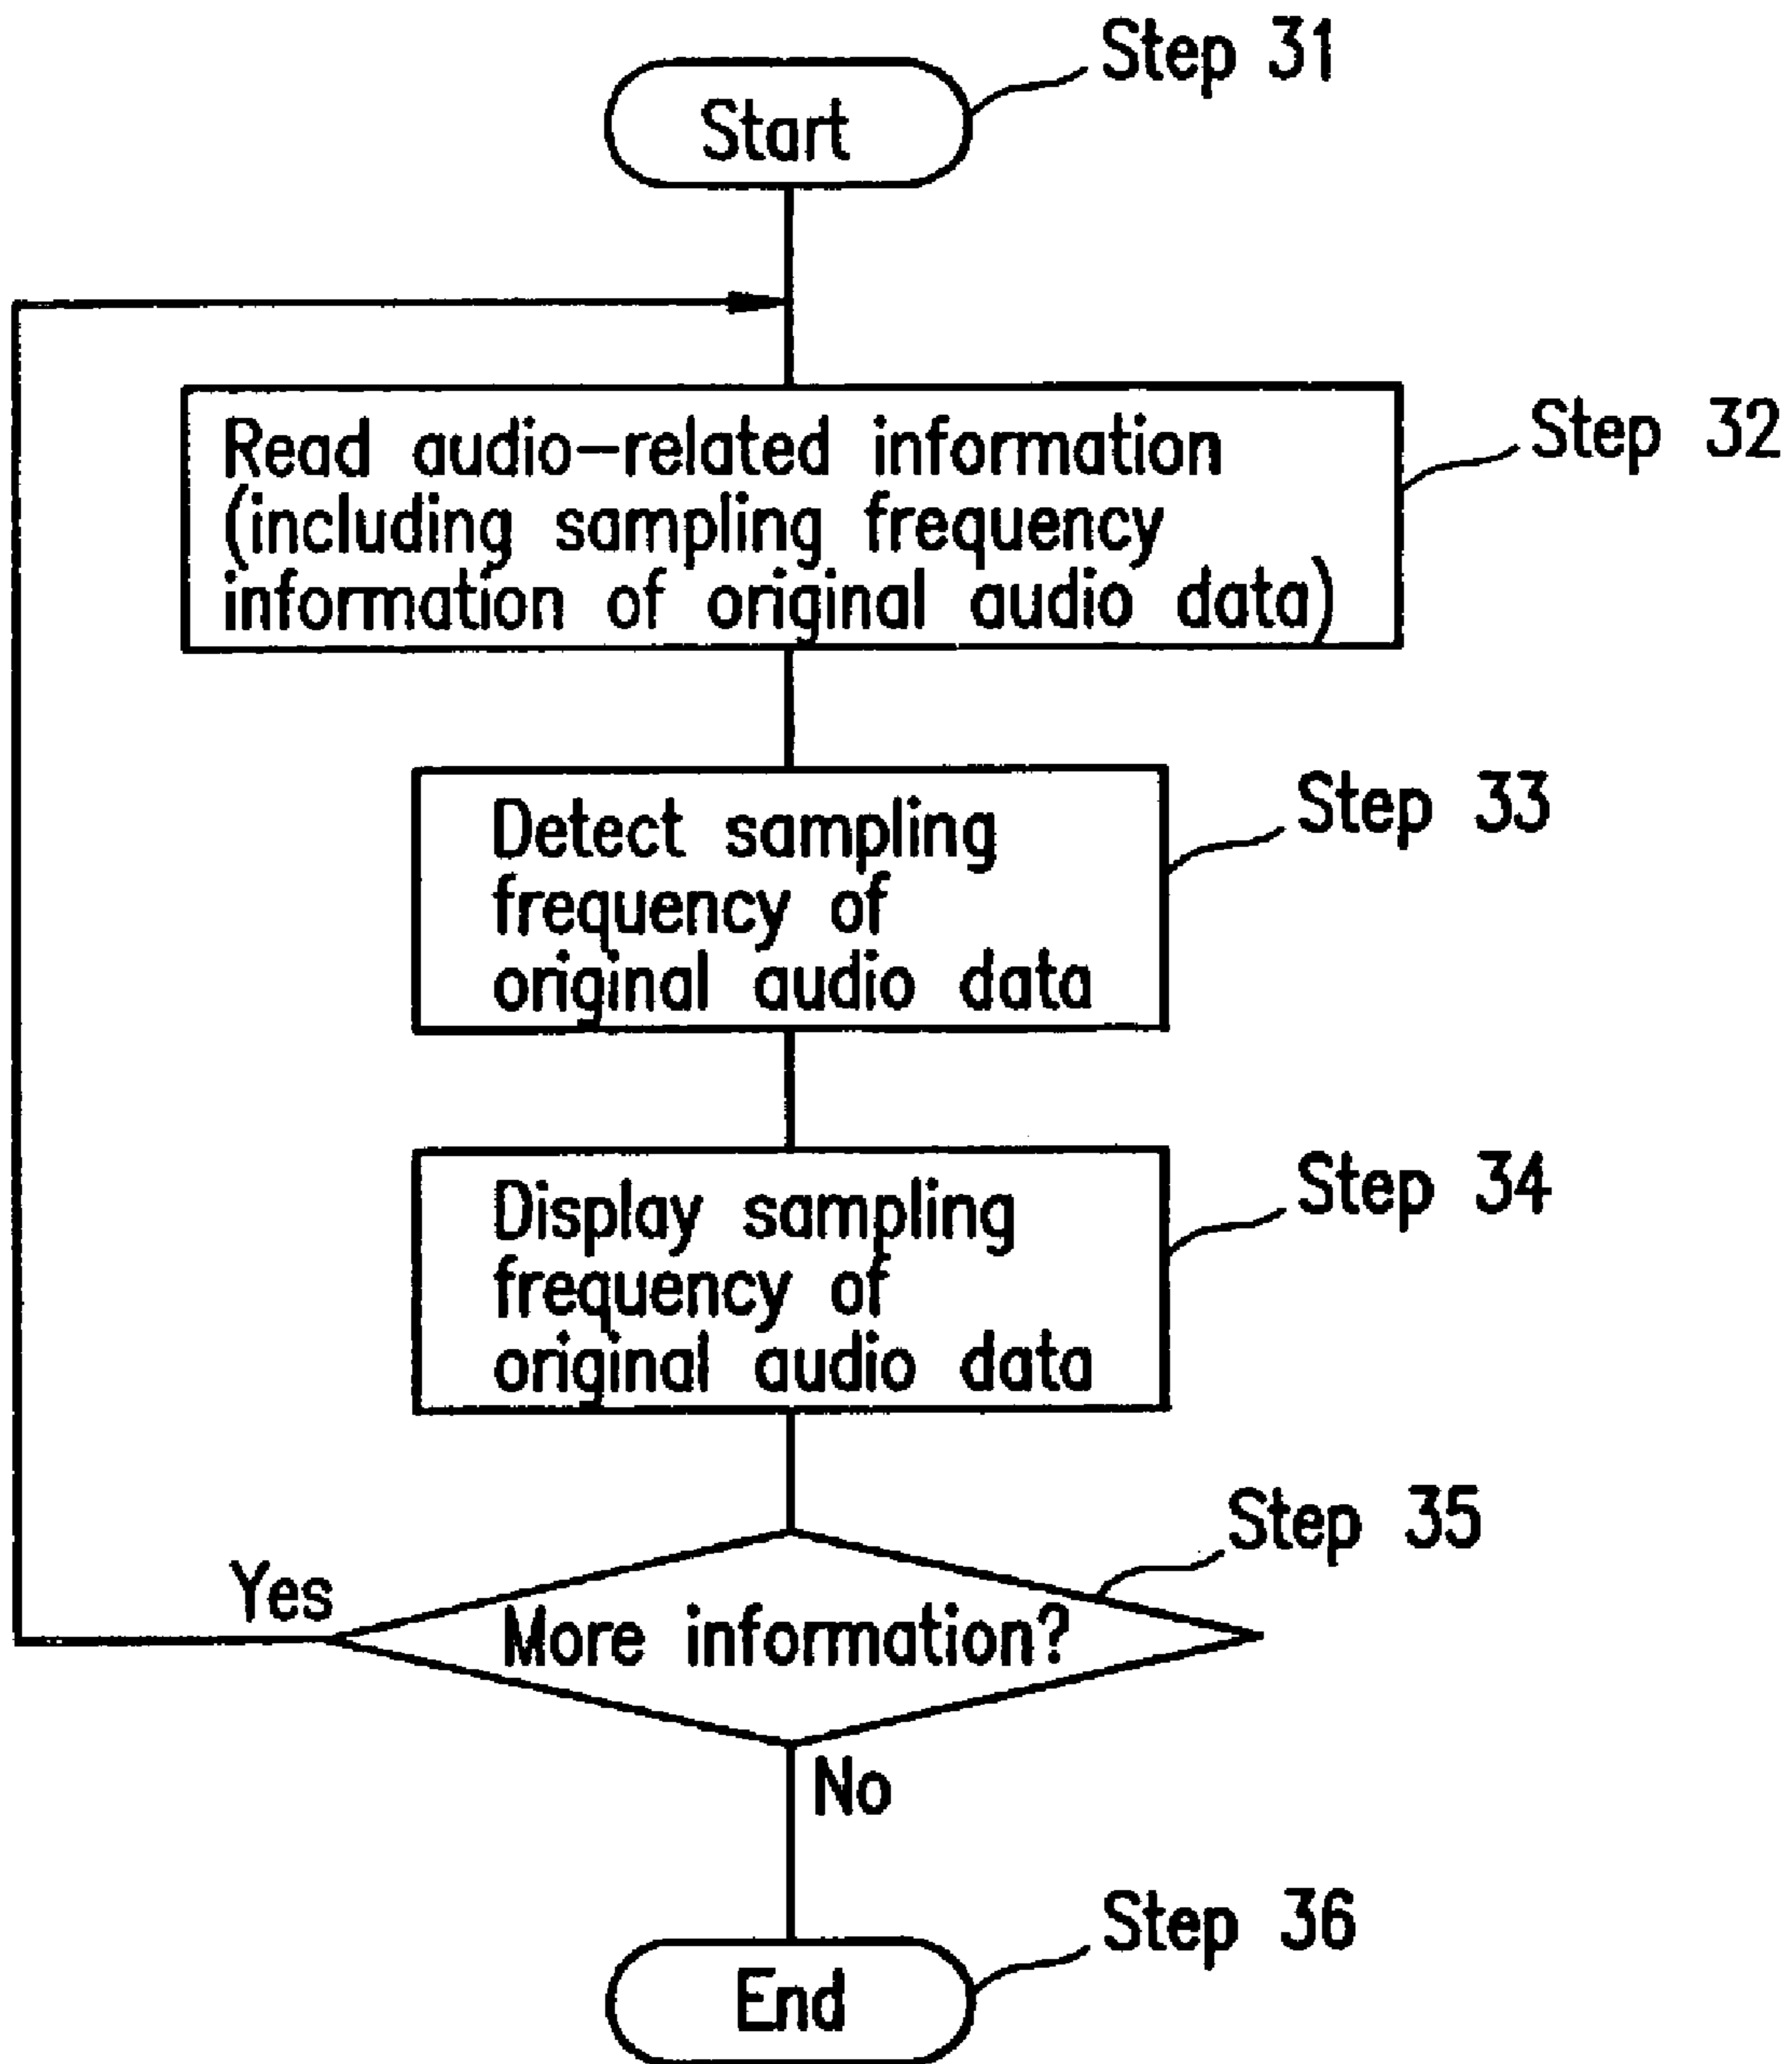 Step 31
Start
Read audio-related information
(including sampling frequency
information of original audio data)
Step 32
Detect sampling
frequency of
original audio data
Step 33
Display sampling
frequency of
original audio data
Step 34
Step 35
Yes
More information?
No
Step 36
End